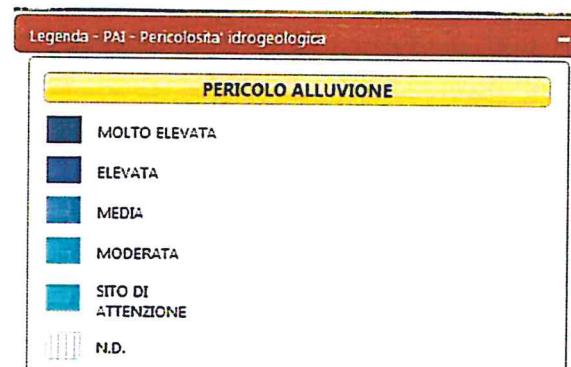 Legenda - PAI - Pericolosita' idrogeologica
PERICOLO ALLUVIONE
MOLTO ELEVATA
ELEVATA
MEDIA
MODERATA
SITO DI
ATTENZIONE
N.D.